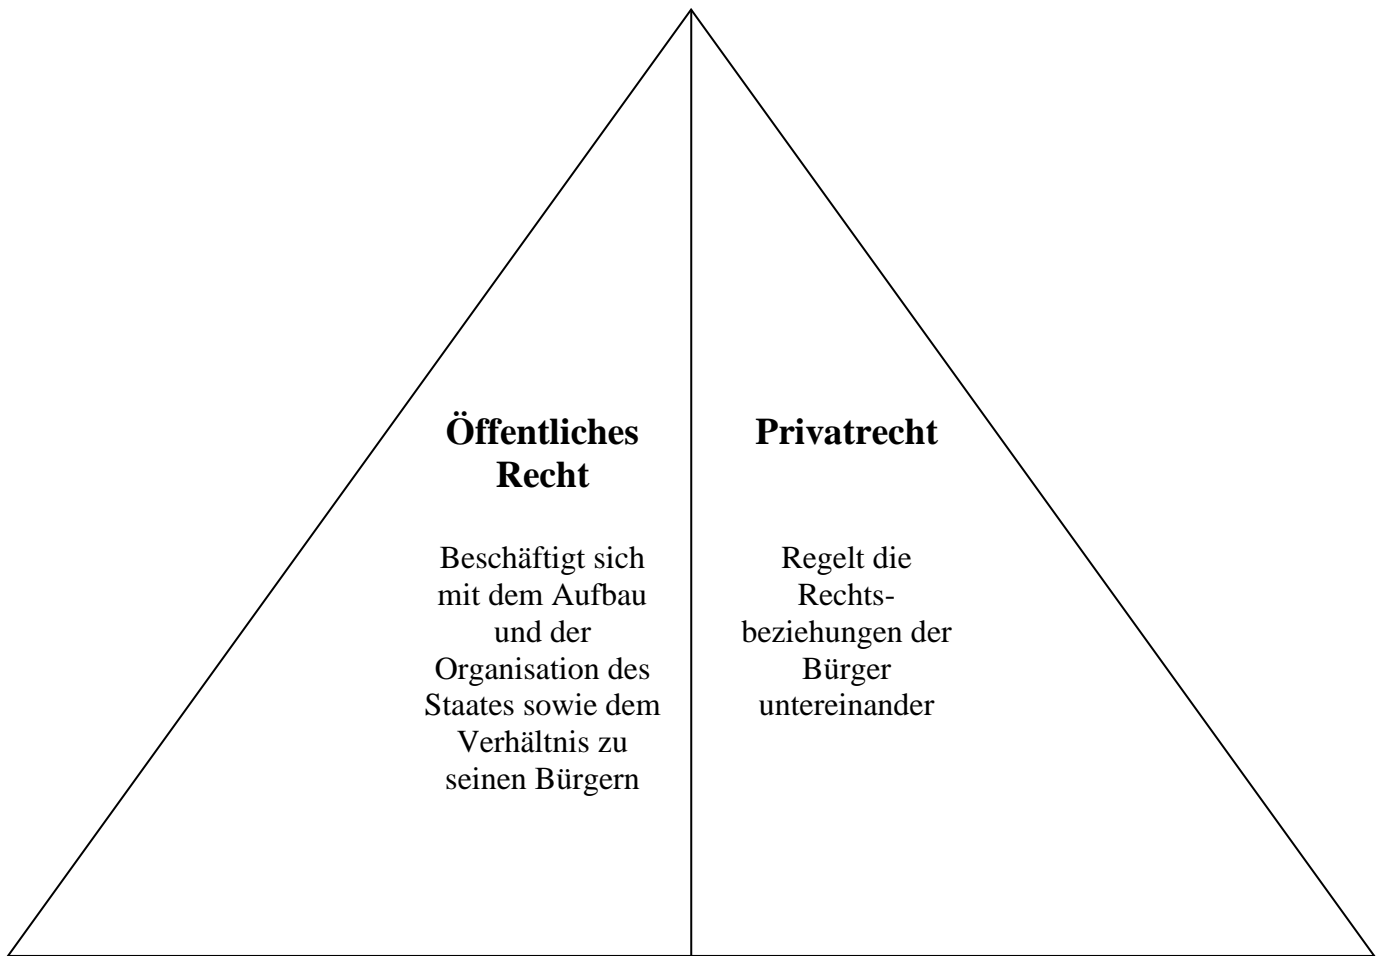 Öffentliches
Recht
Beschäftigt sich
mit dem Aufbau
und der
Organisation des
Staates sowie dem
Verhältnis zu
seinen Bürgern
Privatrecht
Regelt die
Rechts-
beziehungen der
Bürger
untereinander